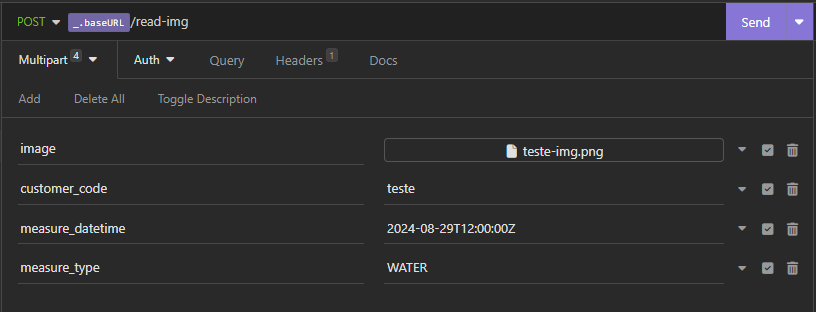 POST _.baseURL/read-img Send
Multipart 4 Auth Query Headers 1 Docs
Add Delete All Toggle Description
image teste-img.png
customer_code teste
measure_datetime 2024-08-29T12:00:00Z
measure_type WATER